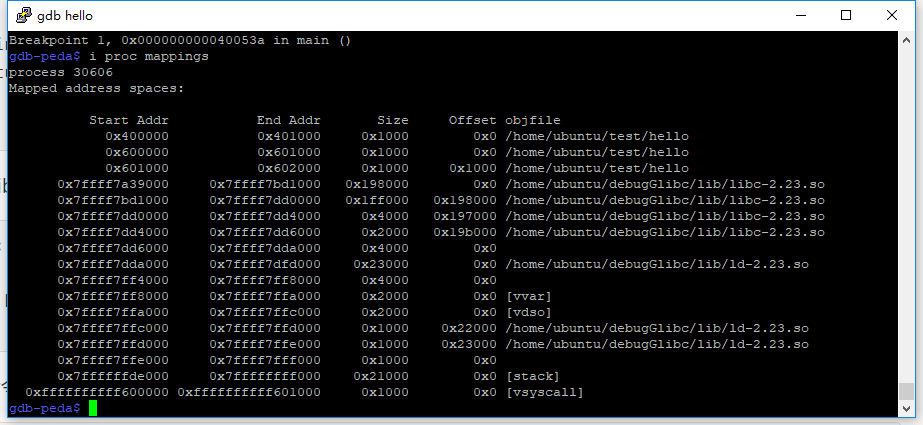 gdb hello
Breakpoint 1, 0x000000000040053a in main ()
gdb-peda$ i proc mappings
process 30606
Mapped address spaces:
Start Addr End Addr Size Offset objfile
0x400000 0x401000 0x1000 0x0 /home/ubuntu/test/hello
0x600000 0x601000 0x1000 0x0 /home/ubuntu/test/hello
0x601000 0x602000 0x1000 0x1000 /home/ubuntu/test/hello
0x7ffff7a39000 0x7ffff7bd1000 0x198000 0x0 /home/ubuntu/debugGlibc/lib/libc-2.23.so
0x7ffff7bd1000 0x7ffff7dd0000 0x1ff000 0x198000 /home/ubuntu/debugGlibc/lib/libc-2.23.so
0x7ffff7dd0000 0x7ffff7dd4000 0x4000 0x197000 /home/ubuntu/debugGlibc/lib/libc-2.23.so
0x7ffff7dd4000 0x7ffff7dd6000 0x2000 0x19b000 /home/ubuntu/debugGlibc/lib/libc-2.23.so
0x7ffff7dd6000 0x7ffff7dda000 0x4000 0x0
0x7ffff7dda000 0x7ffff7dfd000 0x23000 0x0 /home/ubuntu/debugGlibc/lib/ld-2.23.so
0x7ffff7ff4000 0x7ffff7ff8000 0x4000 0x0
0x7ffff7ff8000 0x7ffff7ffa000 0x2000 0x0 [vvar]
0x7ffff7ffa000 0x7ffff7ffc000 0x2000 0x0 [vdso]
0x7ffff7ffc000 0x7ffff7ffd000 0x1000 0x22000 /home/ubuntu/debugGlibc/lib/ld-2.23.so
0x7ffff7ffd000 0x7ffff7ffe000 0x1000 0x23000 /home/ubuntu/debugGlibc/lib/ld-2.23.so
0x7ffff7ffe000 0x7ffff7fff000 0x1000 0x0
0x7ffffffde000 0x7ffffffff000 0x21000 0x0 [stack]
0xffffffffff600000 0xffffffffff601000 0x1000 0x0 [vsyscall]
gdb-peda$